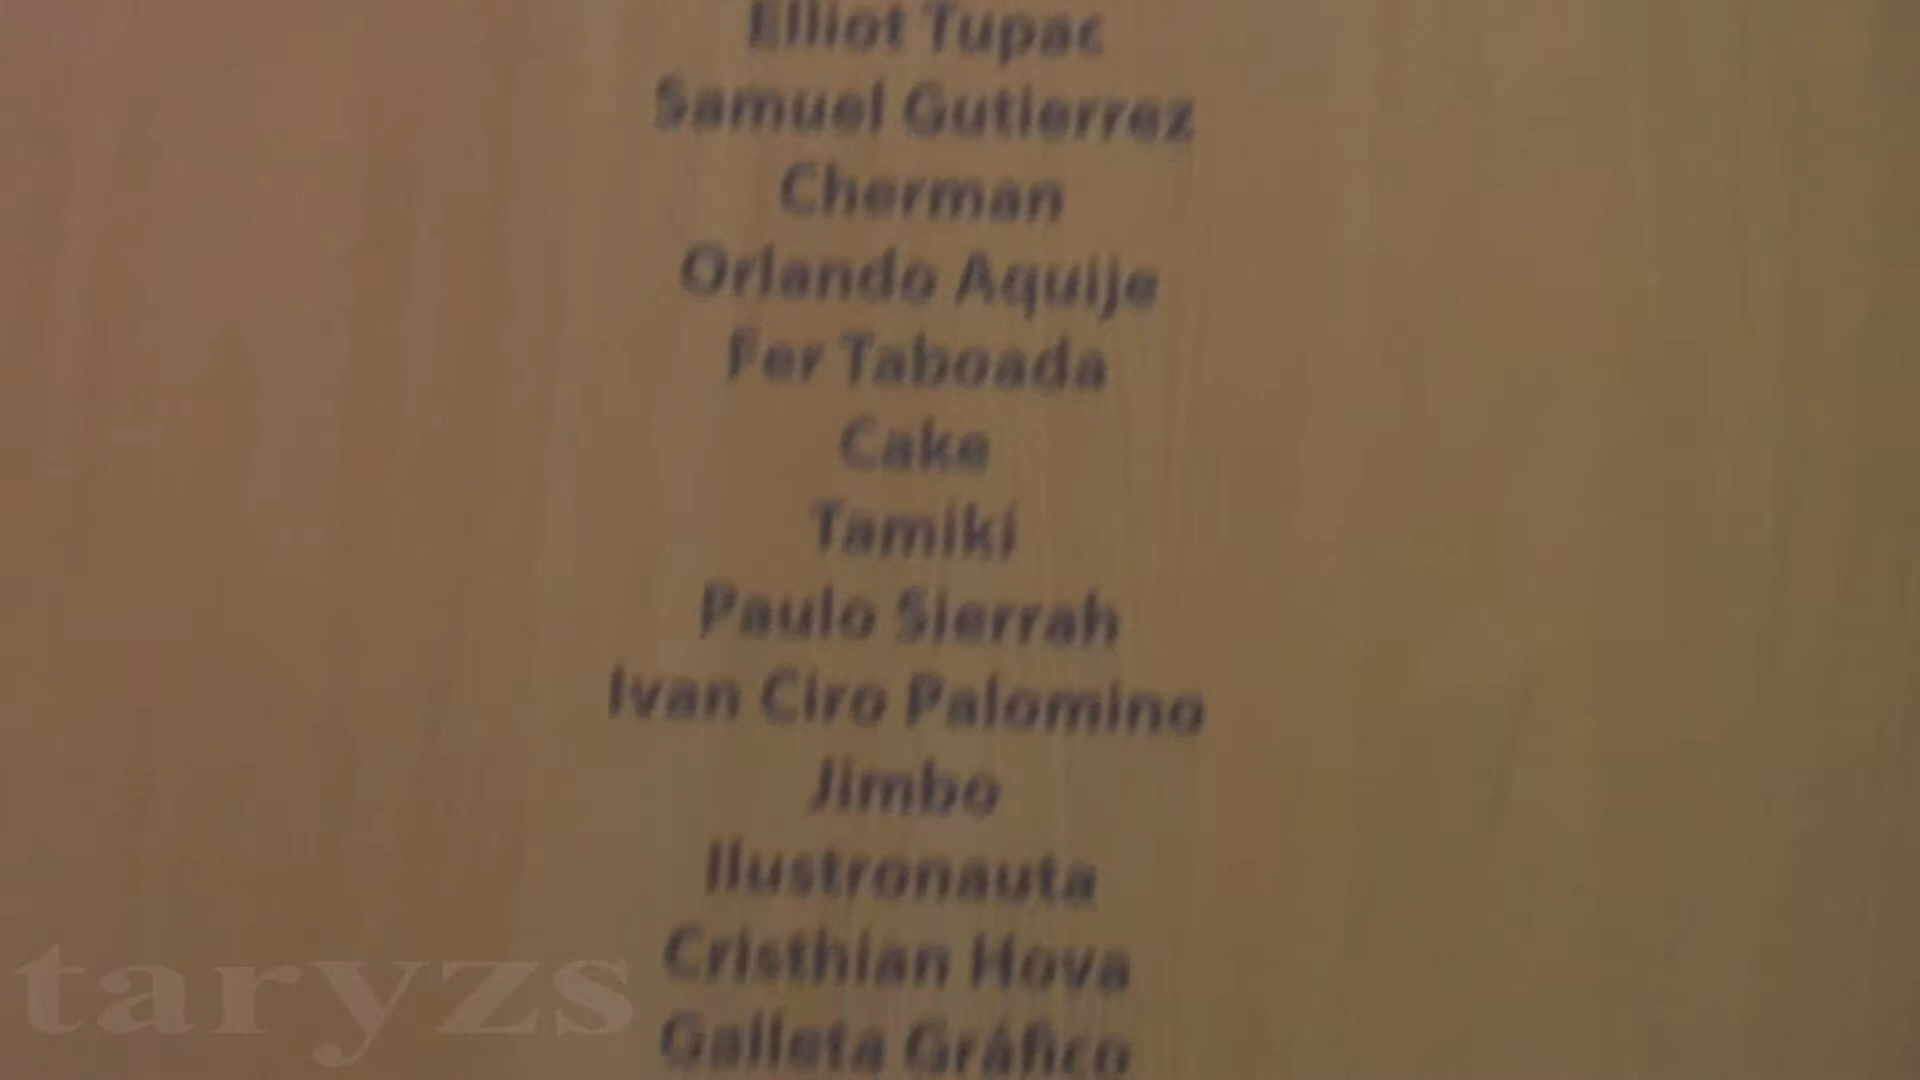 Elliot Tupac
Samuel Gutierrez
Cherman
Orlando Aquije
Fer Taboada
Cake
Tamiki
Paulo Sierrah
Ivan Ciro Palomino
Jimbo
Ilustronauta
Cristhian Hova
Galleta Gráfico
taryzs